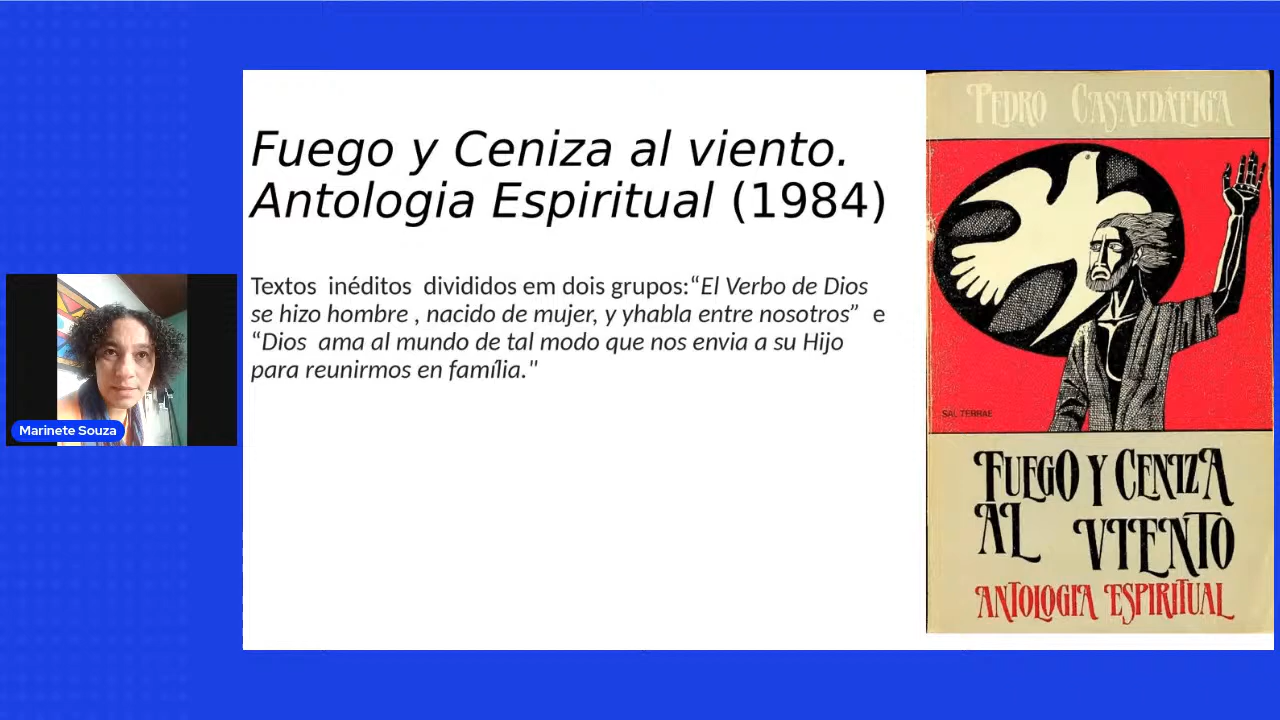 Fuego y Ceniza al viento.
Antologia Espiritual (1984)
Textos inéditos divididos em dois grupos:“El Verbo de Dios
se hizo hombre , nacido de mujer, y yhabla entre nosotros” e
“Dios ama al mundo de tal modo que nos envia a su Hijo
para reunirmos en família."
Marinete Souza
PEDRO CASALDÁLIGA
SAL TERRAE
FUEGO Y CENIZA
AL VIENTO
ANTOLOGIA ESPIRITUAL